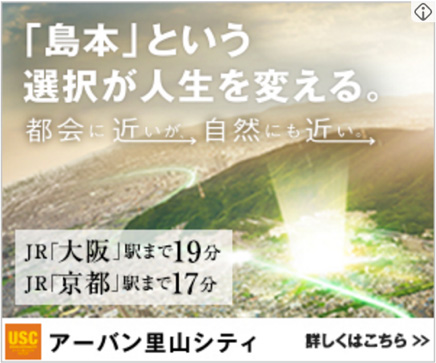 「島本」という
選択が人生を変える。
都会に近いが、自然にも近い。
JR「大阪」駅まで19分
JR「京都」駅まで17分
USC
アーバン里山シティ
詳しくはこちら >>